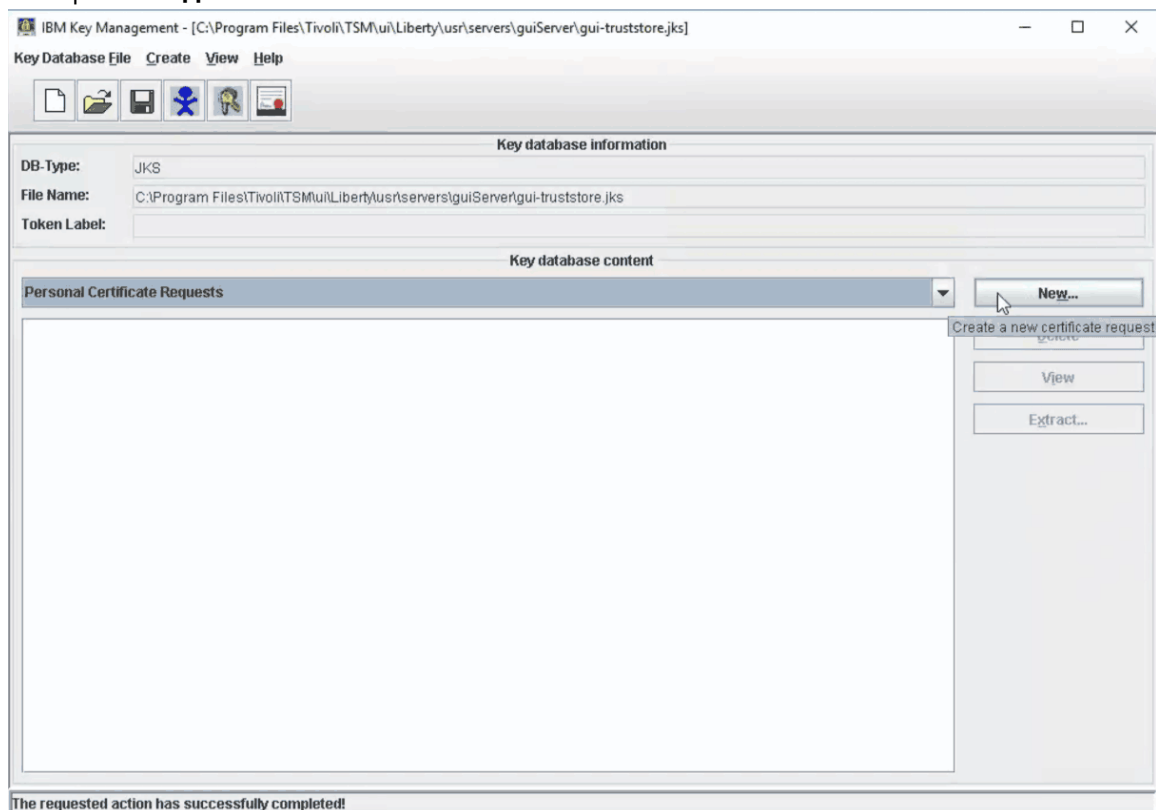 IBM Key Management - [C:\Program Files\Tivoli\TSM\ui\Liberty\usr\servers\guiServer\gui-truststore.jks]
Key Database File Create View Help
Key database information
DB-Type: JKS
File Name: C:\Program Files\Tivoli\TSM\ui\Liberty\usr\servers\guiServer\gui-truststore.jks
Token Label:
Key database content
Personal Certificate Requests
New...
Create a new certificate request
Delete
View
Extract...
The requested action has successfully completed!